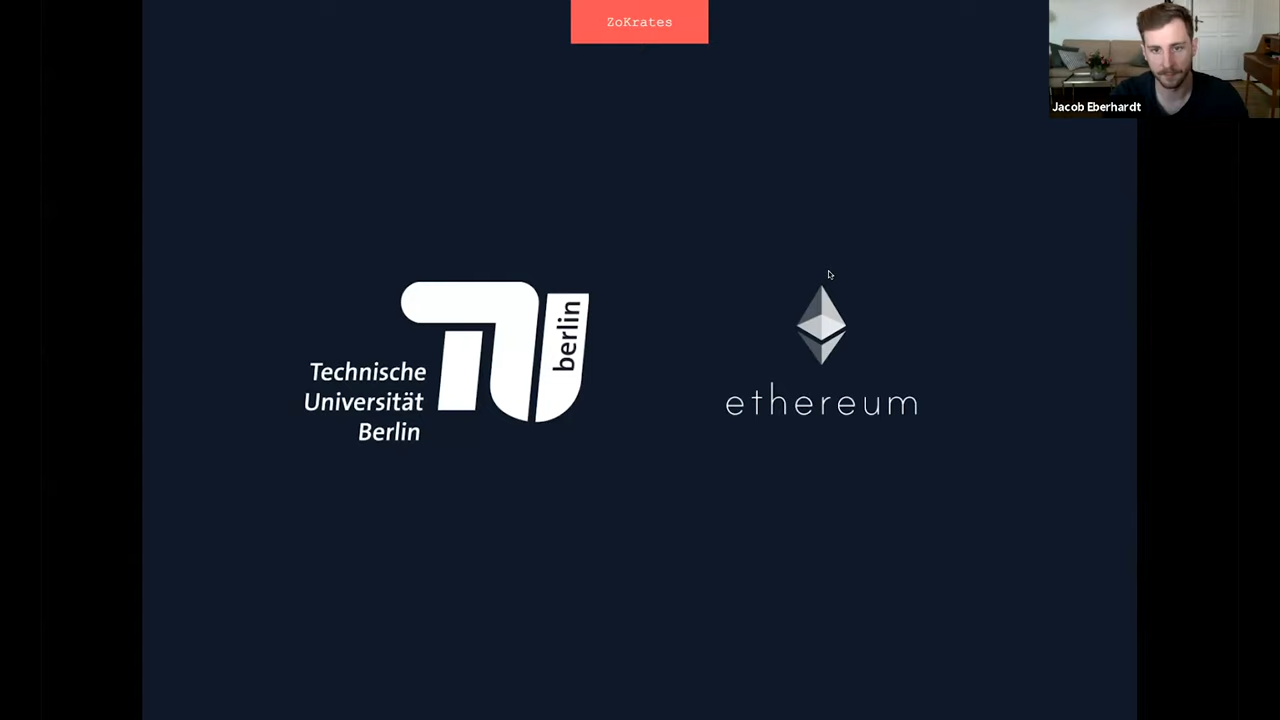 ZoKrates
Jacob Eberhardt
berlin
Technische
Universität
Berlin
ethereum